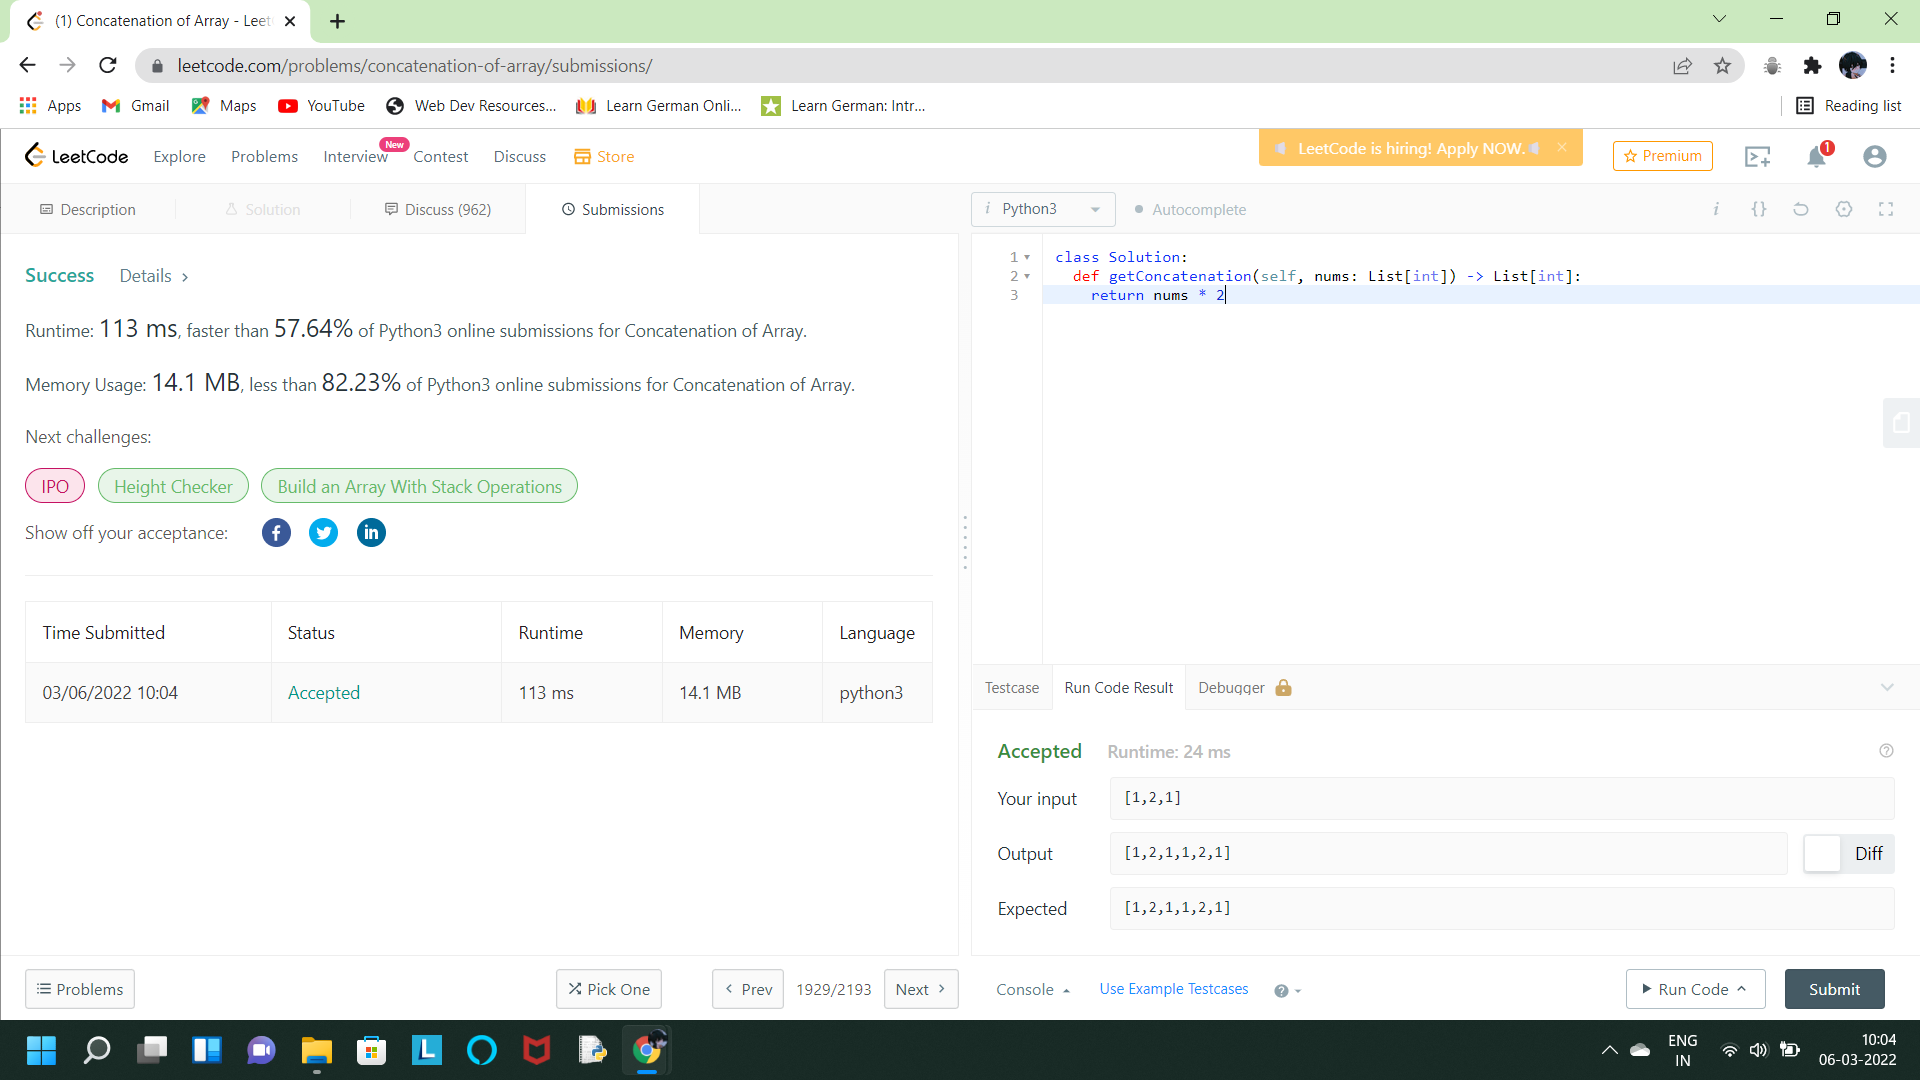 (1) Concatenation of Array - Leet
leetcode.com/problems/concatenation-of-array/submissions/
Apps Gmail Maps YouTube Web Dev Resources... Learn German Onli... Learn German: Intr... Reading list
LeetCode Explore Problems Interview New Contest Discuss Store LeetCode is hiring! Apply NOW. Premium 1
Description Solution Discuss (962) Submissions
Success Details >
Runtime: 113 ms, faster than 57.64% of Python3 online submissions for Concatenation of Array.
Memory Usage: 14.1 MB, less than 82.23% of Python3 online submissions for Concatenation of Array.
Next challenges:
IPO Height Checker Build an Array With Stack Operations
Show off your acceptance:
Time Submitted Status Runtime Memory Language
03/06/2022 10:04 Accepted 113 ms 14.1 MB python3
i Python3 Autocomplete
1 class Solution:
2 def getConcatenation(self, nums: List[int]) -> List[int]:
3 return nums * 2
Testcase Run Code Result Debugger
Accepted Runtime: 24 ms
Your input [1,2,1]
Output [1,2,1,1,2,1] Diff
Expected [1,2,1,1,2,1]
Problems Pick One < Prev 1929/2193 Next > Console Use Example Testcases Run Code Submit
ENG
IN
10:04
06-03-2022